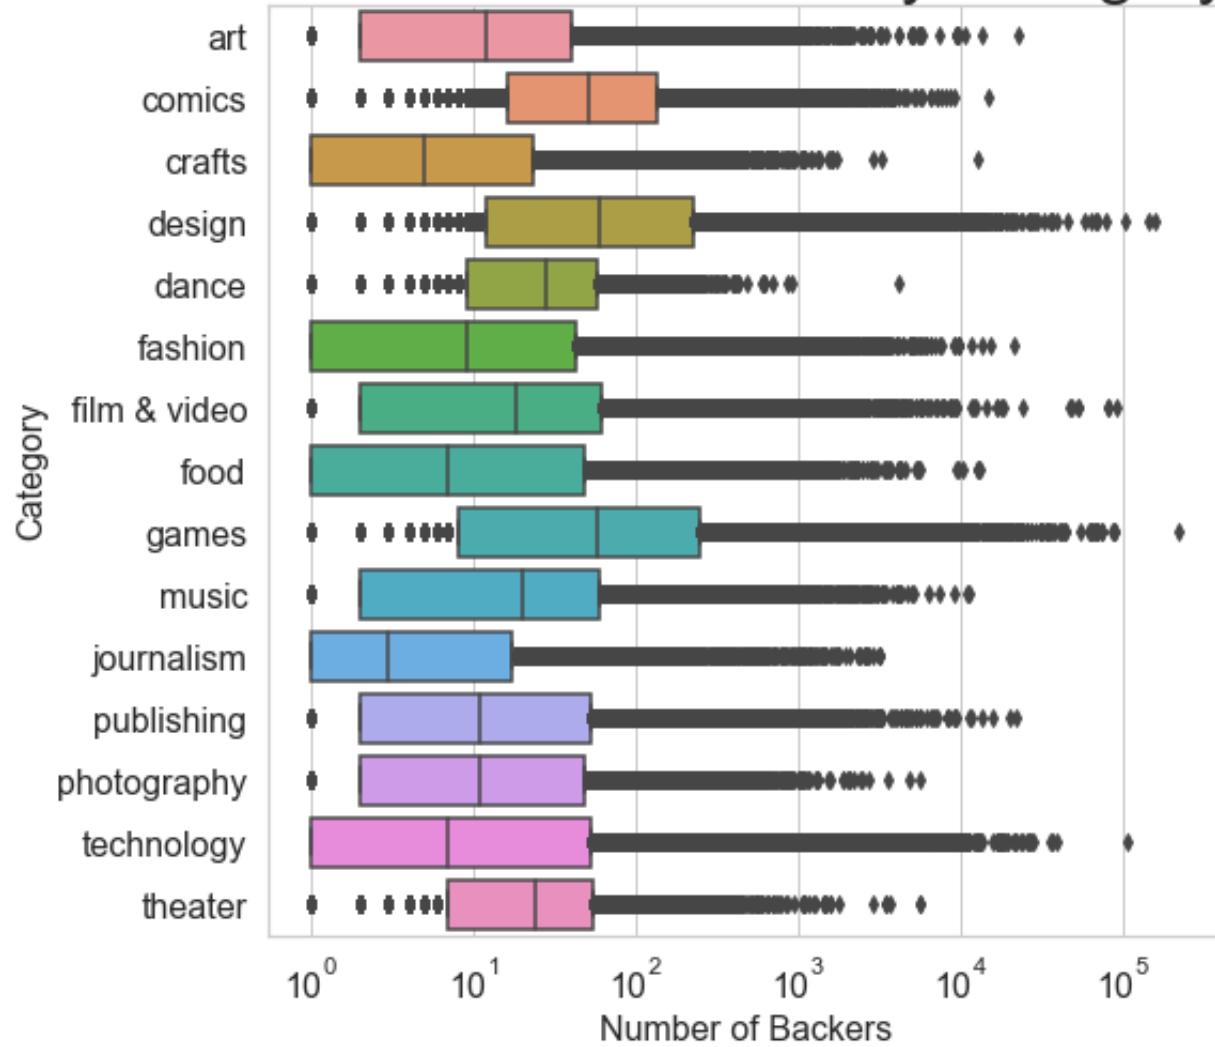 art
comics
crafts
design
dance
fashion
film & video
food
games
music
journalism
publishing
photography
technology
theater
Category
10^0 10^1 10^2 10^3 10^4 10^5
Number of Backers